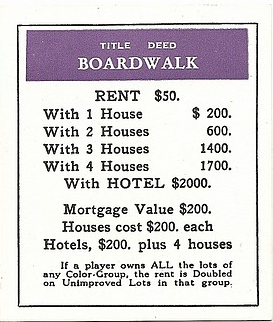 TITLE DEED
BOARDWALK
RENT $50.
With 1 House $ 200.
With 2 Houses 600.
With 3 Houses 1400.
With 4 Houses 1700.
With HOTEL $2000.
Mortgage Value $200.
Houses cost $200. each
Hotels, $200. plus 4 houses
If a player owns ALL the lots of
any Color-Group, the rent is Doubled
on Unimproved Lots in that group.